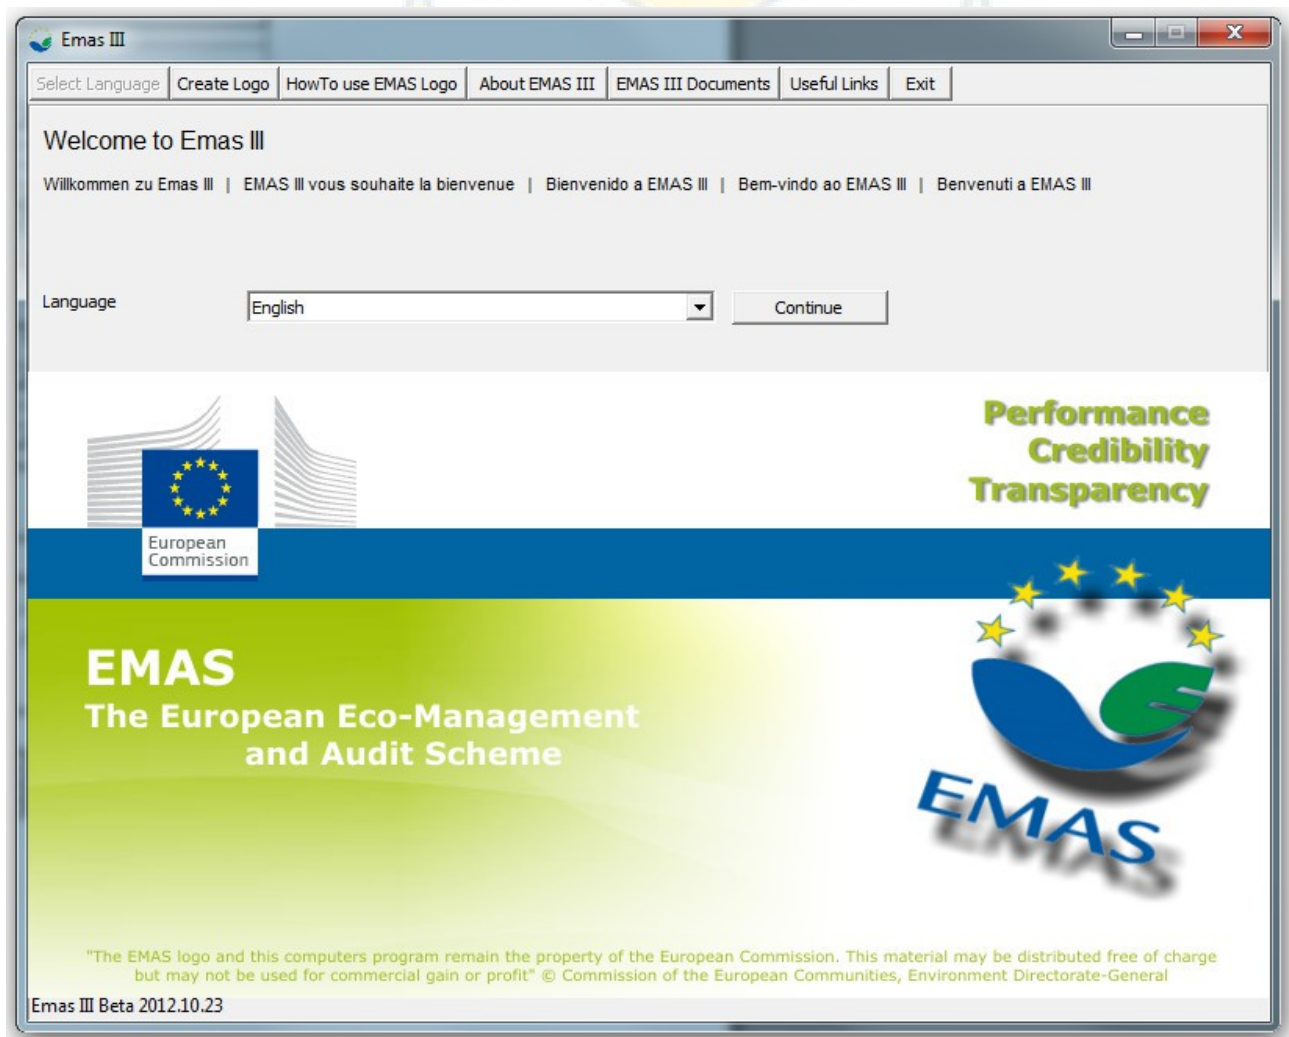 Emas III
Select Language Create Logo HowTo use EMAS Logo About EMAS III EMAS III Documents Useful Links Exit
Welcome to Emas III
Willkommen zu Emas III | EMAS III vous souhaite la bienvenue | Bienvenido a EMAS III | Bem-vindo ao EMAS III | Benvenuti a EMAS III
Language English Continue
Performance
Credibility
Transparency
European
Commission
EMAS
The European Eco-Management
and Audit Scheme
EMAS
"The EMAS logo and this computers program remain the property of the European Commission. This material may be distributed free of charge
but may not be used for commercial gain or profit" © Commission of the European Communities, Environment Directorate-General
Emas III Beta 2012.10.23